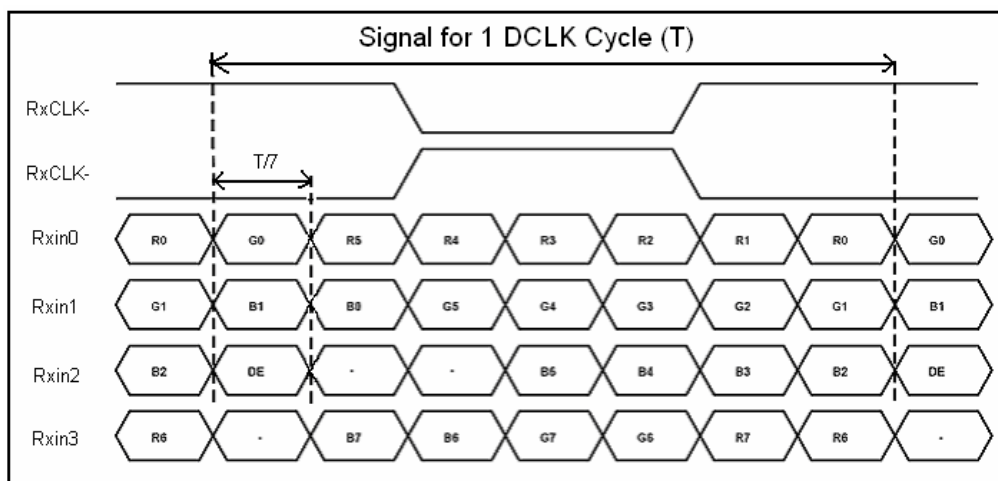 Signal for 1 DCLK Cycle (T)
RxCLK-
T/7
RxCLK-
Rxin0 R0 G0 R5 R4 R3 R2 R1 R0 G0
Rxin1 G1 B1 B0 G5 G4 G3 G2 G1 B1
Rxin2 B2 DE - - B5 B4 B3 B2 DE
Rxin3 R6 - B7 B6 G7 G6 R7 R6 -